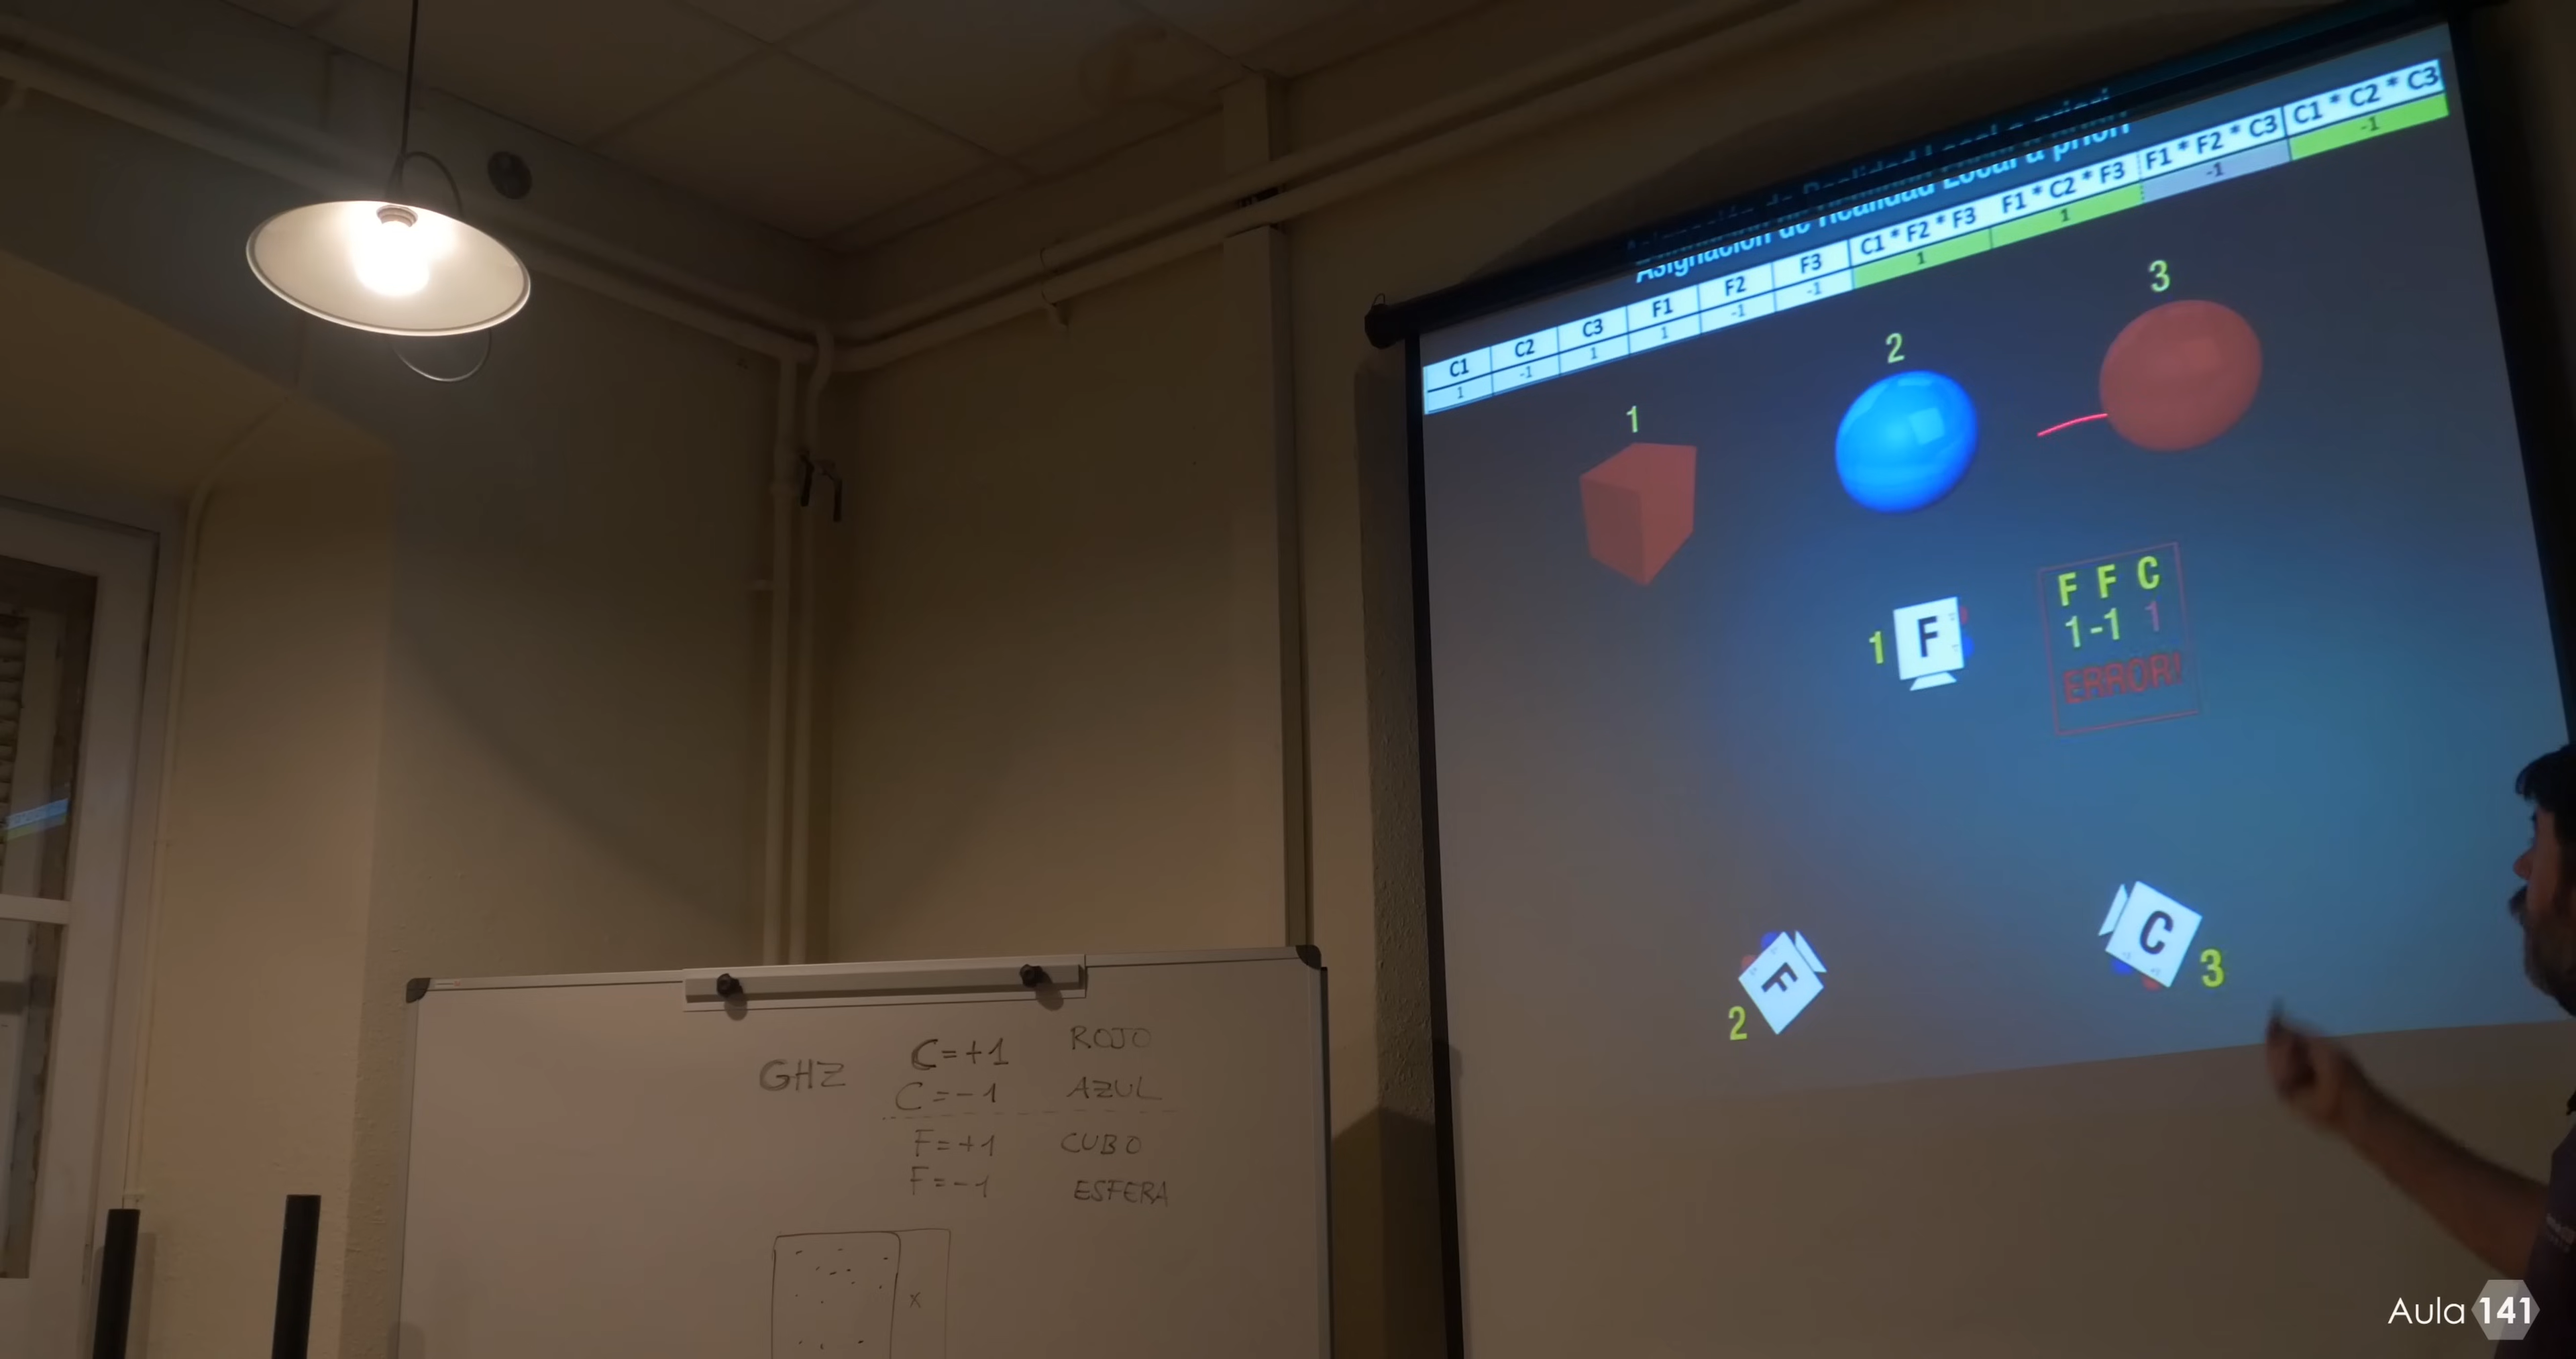 Asignación de Realidad Local a priori
C1 C2 C3 F1 F2 F3 C1 * F2 * F3 F1 * C2 * F3 F1 * F2 * C3 C1 * C2 * C3
1 -1 1 1 -1 -1 1 1 -1 -1
1
2
3
F F C
1 -1 1
ERROR!
1 F
2 F
C 3
GHZ
C=+1 ROJO
C=-1 AZUL
F=+1 CUBO
F=-1 ESFERA
x
Aula 141